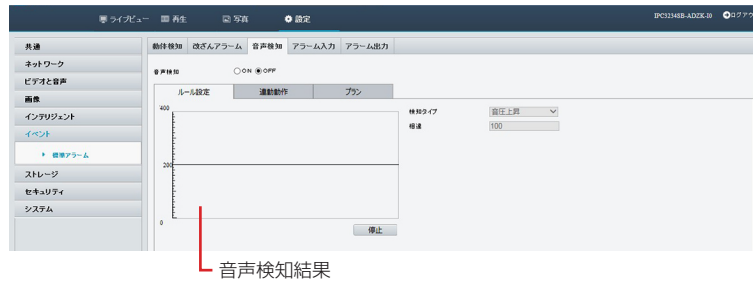 ライブビュー 再生 写真 設定 IPC3234SB-ADZK-I0 ログアウ
共通
ネットワーク
ビデオと音声
画像
インテリジェント
イベント
標準アラーム
ストレージ
セキュリティ
システム
動体検知 改ざんアラーム 音声検知 アラーム入力 アラーム出力
音声検知 ON OFF
ルール設定 連動動作 プラン
400
200
0
停止
検知タイプ 音圧上昇
相違 100
音声検知結果